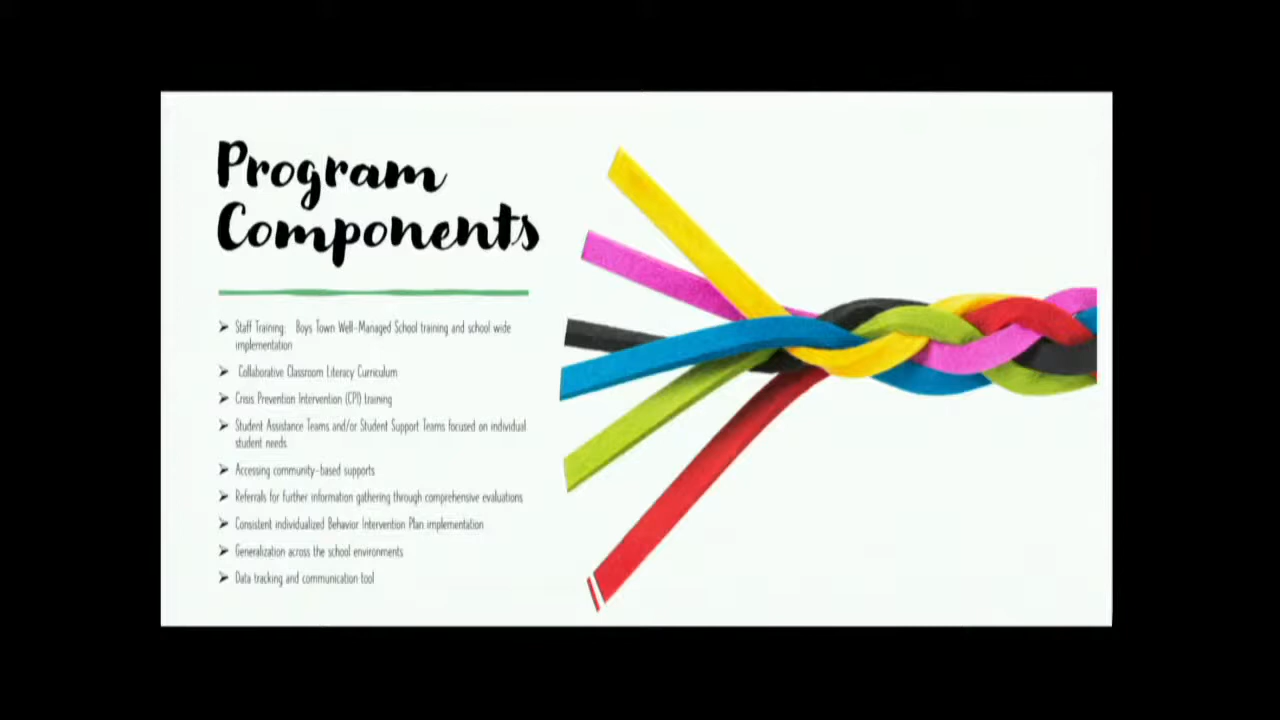 Program
Components
Staff Training: Boys Town Well-Managed School training and school wide
implementation
Collaborative Classroom Literacy Curriculum
Crisis Prevention Intervention (CPI) training
Student Assistance Teams and/or Student Support Teams focused on individual
student needs
Accessing community-based supports
Referrals for further information gathering through comprehensive evaluations
Consistent individualized Behavior Intervention Plan implementation
Generalization across the school environments
Data tracking and communication tool